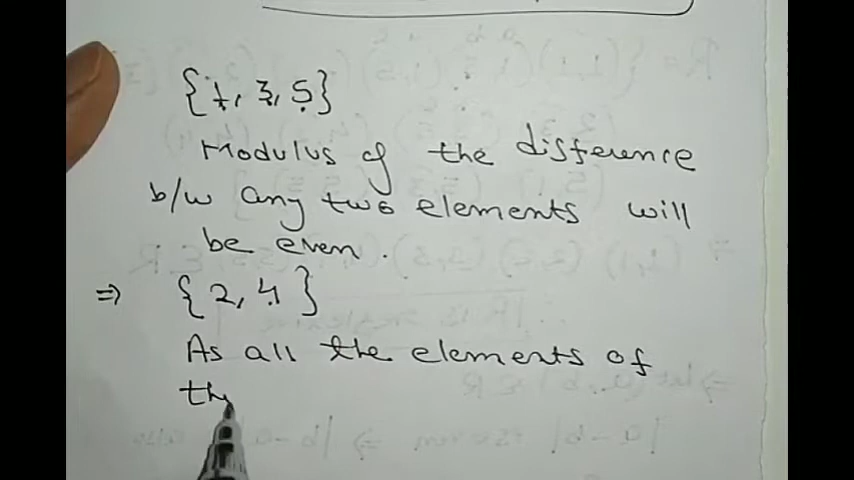 {1, 3, 5}
Modulus of the difference
b/w any two elements will
be even.
⇒ {2, 4}
As all the elements of
th